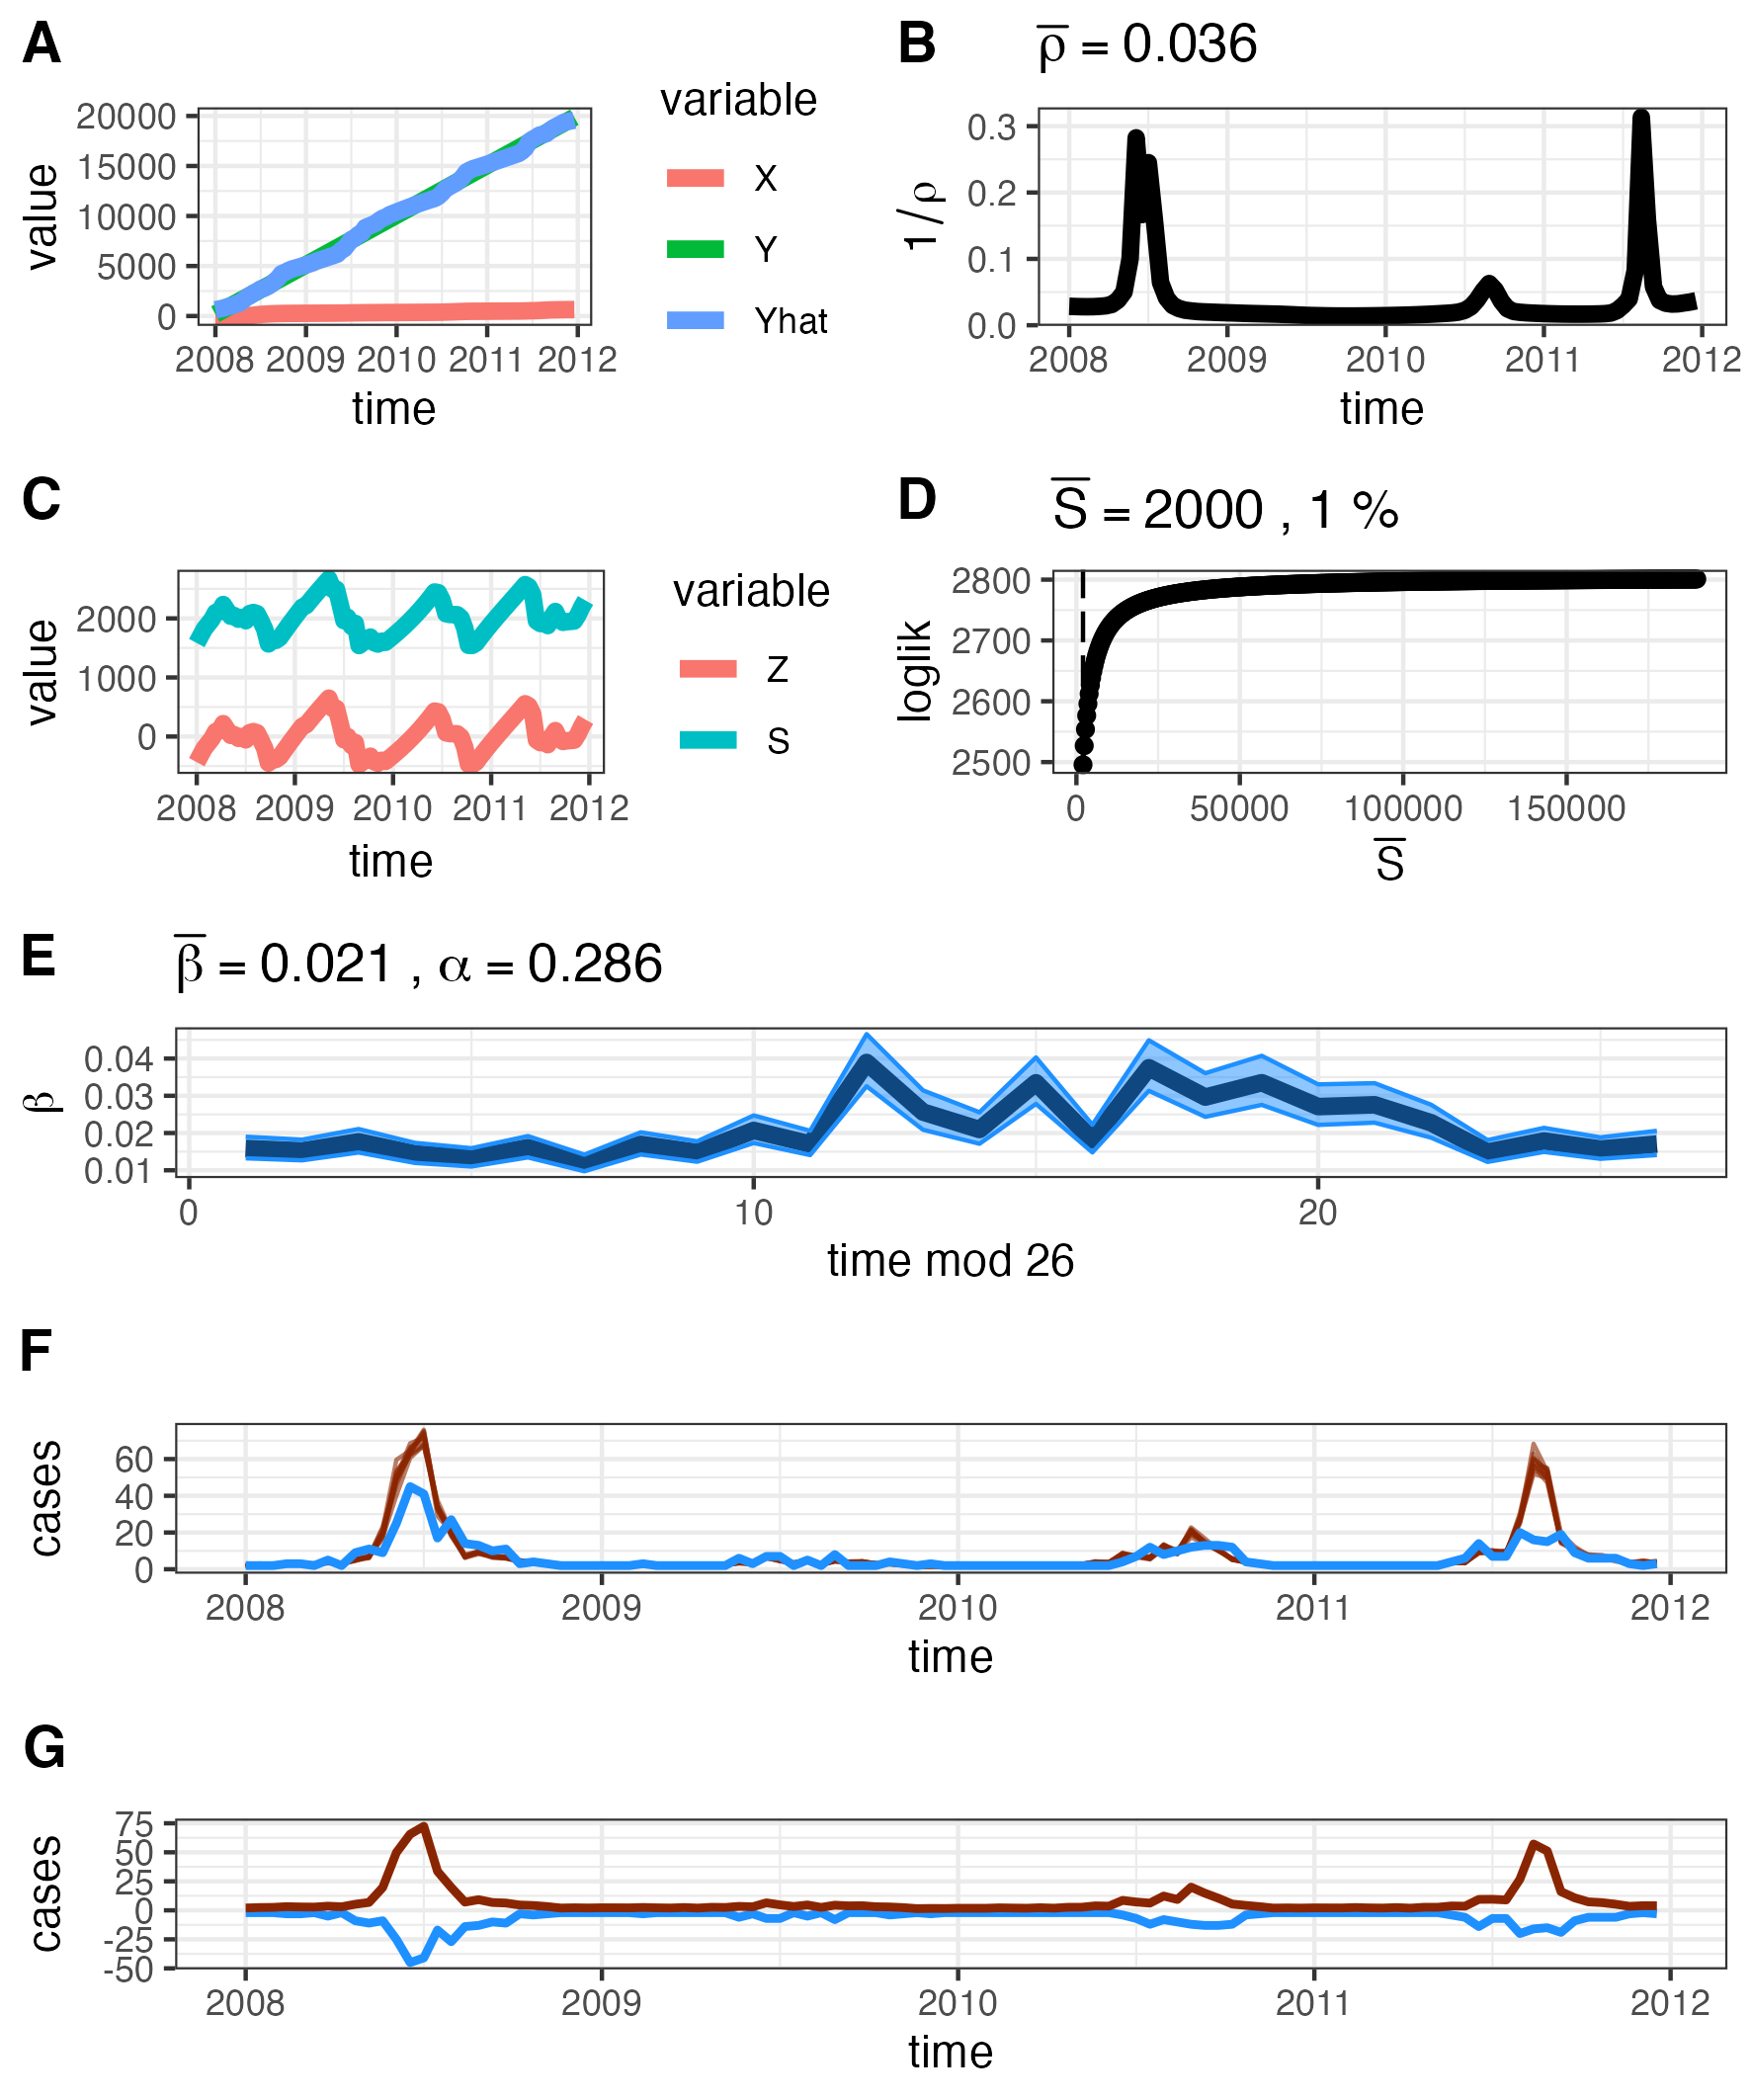 A
variable
X
Y
Yhat
20000
15000
10000
5000
0
value
2008 2009 2010 2011 2012
time
B
ρ̅ = 0.036
0.3
0.2
0.1
0.0
1/ρ
2008 2009 2010 2011 2012
time
C
variable
Z
S
2000
1000
0
value
2008 2009 2010 2011 2012
time
D
S̅ = 2000 , 1 %
2800
2700
2600
2500
loglik
0 50000 100000 150000
S̅
E
β̅ = 0.021 , α = 0.286
0.04
0.03
0.02
0.01
β
0 10 20
time mod 26
F
60
40
20
0
cases
2008 2009 2010 2011 2012
time
G
75
50
25
0
-25
-50
cases
2008 2009 2010 2011 2012
time